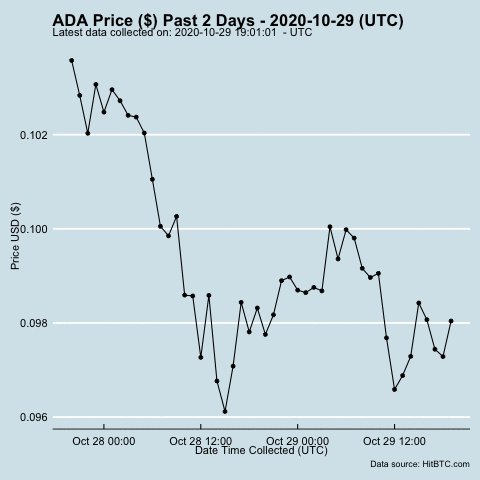 ADA Price ($) Past 2 Days - 2020-10-29 (UTC)
Latest data collected on: 2020-10-29 19:01:01  - UTC
0.102
0.100
0.098
0.096
Price USD ($)
Oct 28 00:00
Oct 28 12:00
Oct 29 00:00
Oct 29 12:00
Date Time Collected (UTC)
Data source: HitBTC.com